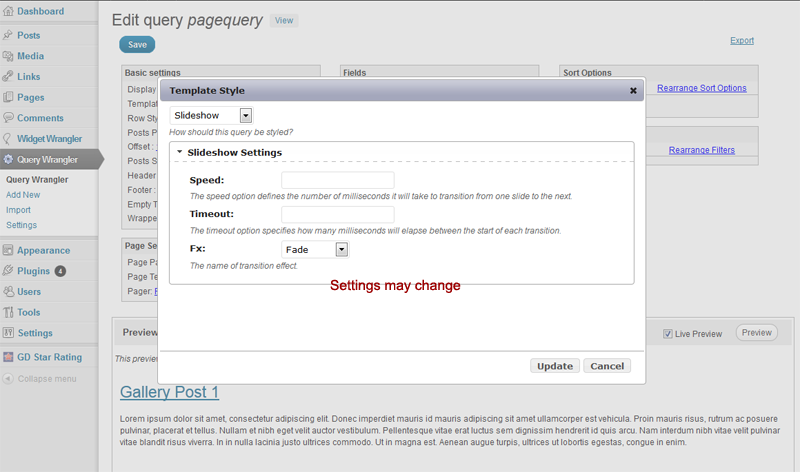 Dashboard
Posts
Media
Links
Pages
Comments
Widget Wrangler
Query Wrangler
Query Wrangler
Add New
Import
Settings
Appearance
Plugins 4
Users
Tools
Settings
GD Star Rating
Collapse menu
Edit query pagequery View
Save
Export
Basic settings
Fields
Sort Options
Display
Templat
Row Sty
Posts P
Offset :
Posts S
Header
Footer :
Empty T
Wrappe
Rearrange Sort Options
Rearrange Filters
Page Se
Page Pa
Page Te
Pager:
Template Style
Slideshow
How should this query be styled?
Slideshow Settings
Speed:
The speed option defines the number of milliseconds it will take to transition from one slide to the next.
Timeout:
The timeout option specifies how many milliseconds will elapse between the start of each transition.
Fx: Fade
The name of transition effect.
Settings may change
Update Cancel
Preview
Live Preview Preview
This preview
Gallery Post 1
Lorem ipsum dolor sit amet, consectetur adipiscing elit. Donec imperdiet mauris id mauris adipiscing sit amet ullamcorper est vehicula. Proin mauris risus, rutrum ac posuere
pulvinar, placerat et tellus. Nullam et nibh eget velit auctor vestibulum. Pellentesque vitae erat luctus sem dignissim hendrerit id quis arcu. Nam interdum nibh vitae velit pulvinar
vitae blandit risus viverra. In in nulla lacinia justo ultrices commodo. Ut in magna est. Aenean augue turpis, ultrices ut lobortis egestas, congue in enim.